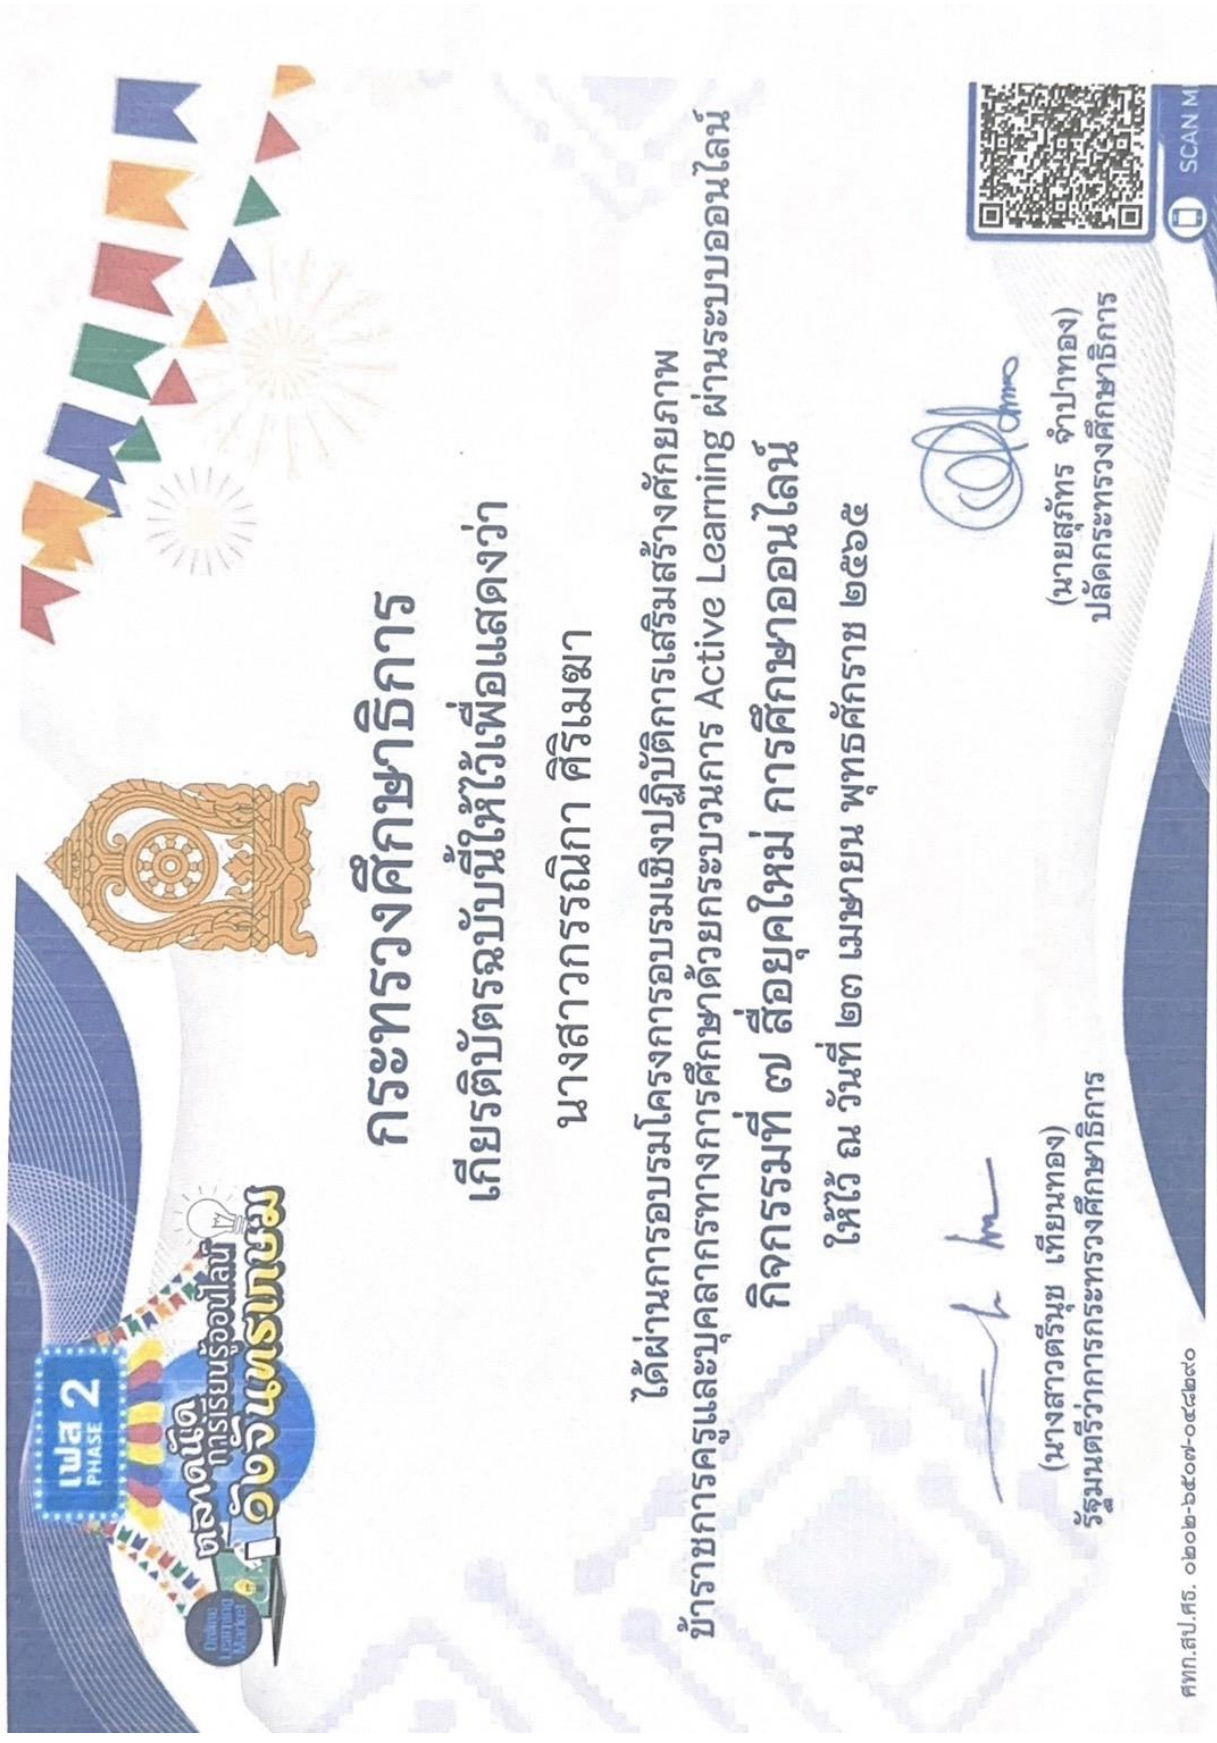 เฟส 2
PHASE 2
ตลาดนัด
การเรียนรู้ออนไลน์
วังจันทรเกษม
Online
Learning
Market
กระทรวงศึกษาธิการ
เกียรติบัตรฉบับนี้ให้ไว้เพื่อแสดงว่า
นางสาวกรรณิกา ศิริเมฆา
ได้ผ่านการอบรมโครงการอบรมเชิงปฏิบัติการเสริมสร้างศักยภาพ
ข้าราชการครูและบุคลากรทางการศึกษาด้วยกระบวนการ Active Learning ผ่านระบบออนไลน์
กิจกรรมที่ ๗ สื่อยุคใหม่ การศึกษาออนไลน์
ให้ไว้ ณ วันที่ ๒๓ เมษายน พุทธศักราช ๒๕๖๕
(นางสาวตรีนุช เทียนทอง)
รัฐมนตรีว่าการกระทรวงศึกษาธิการ
(นายสุภัทร จำปาทอง)
ปลัดกระทรวงศึกษาธิการ
SCAN M
ศทก.สป.ศธ. ๐๒๐๒-๖๕๐๗-๐๔๘๒๙๐